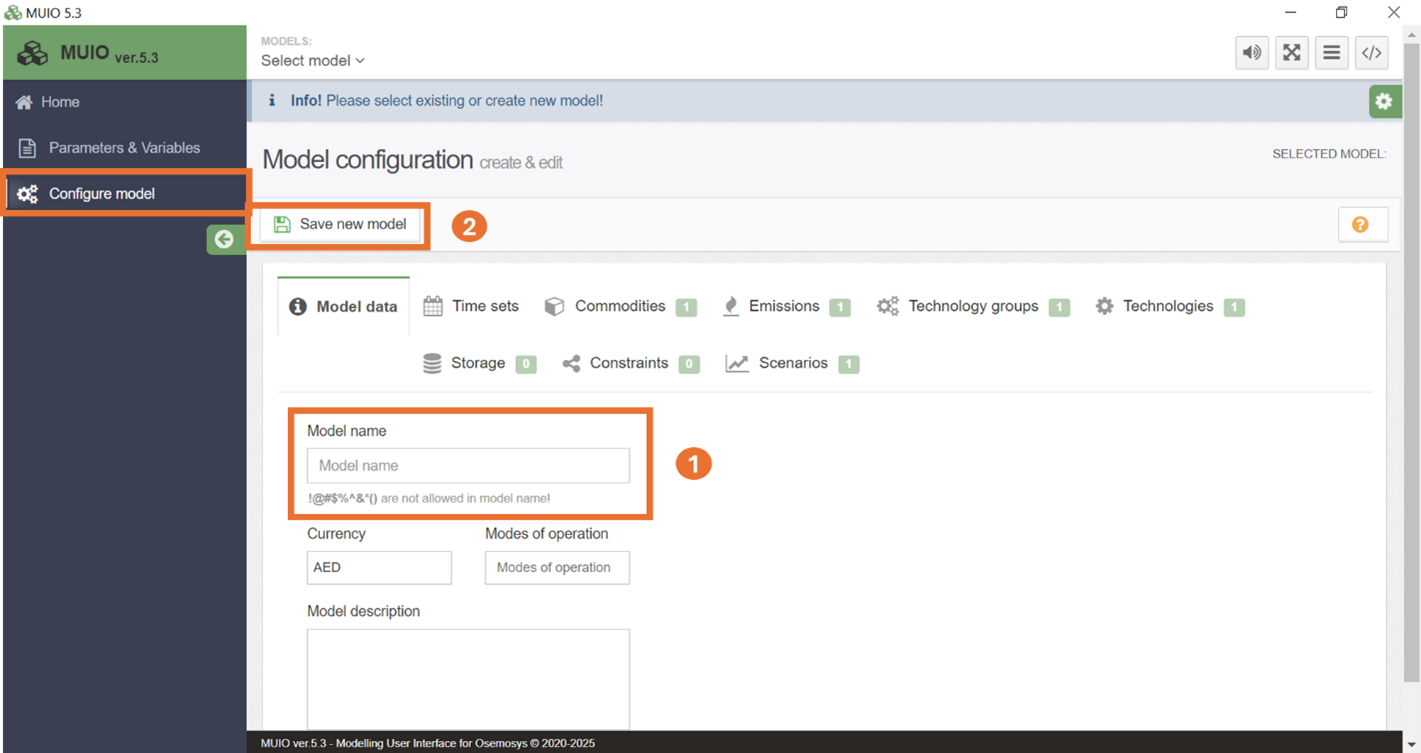 MUIO 5.3
MUIO ver.5.3
MODELS:
Select model
Home
Info! Please select existing or create new model!
Parameters & Variables
Model configuration create & edit
SELECTED MODEL:
Configure model
Save new model
2
Model data
Time sets
Commodities 1
Emissions 1
Technology groups 1
Technologies 1
Storage 0
Constraints 0
Scenarios 1
Model name
Model name
1
!@#$%^&*() are not allowed in model name!
Currency
Modes of operation
AED
Modes of operation
Model description
MUIO ver.5.3 - Modelling User Interface for Osemosys © 2020-2025